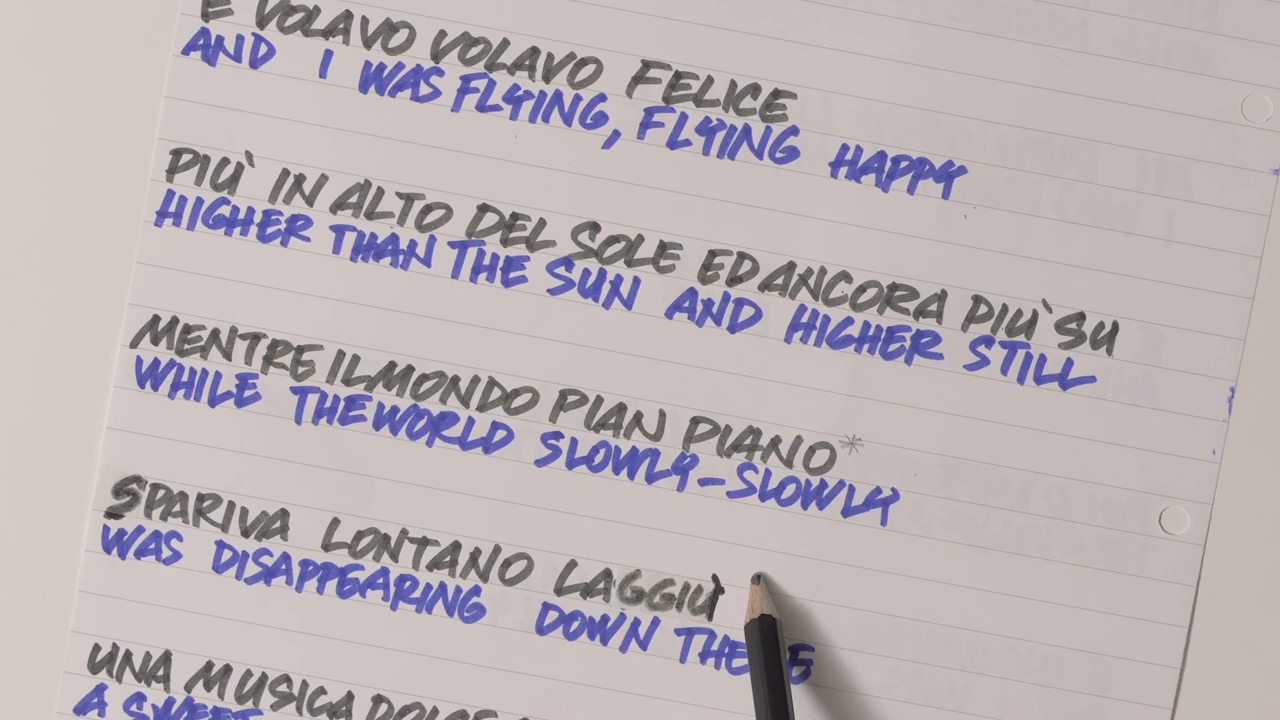 E VOLAVO VOLAVO FELICE
AND I WAS FLYING, FLYING HAPPY
PIÙ IN ALTO DEL SOLE ED ANCORA PIÙ SU
HIGHER THAN THE SUN AND HIGHER STILL
MENTRE IL MONDO PIAN PIANO*
WHILE THE WORLD SLOWLY-SLOWLY
SPARIVA LONTANO LAGGIÙ
WAS DISAPPEARING DOWN THE E
UNA MUSICA DOLCE
A SWEET